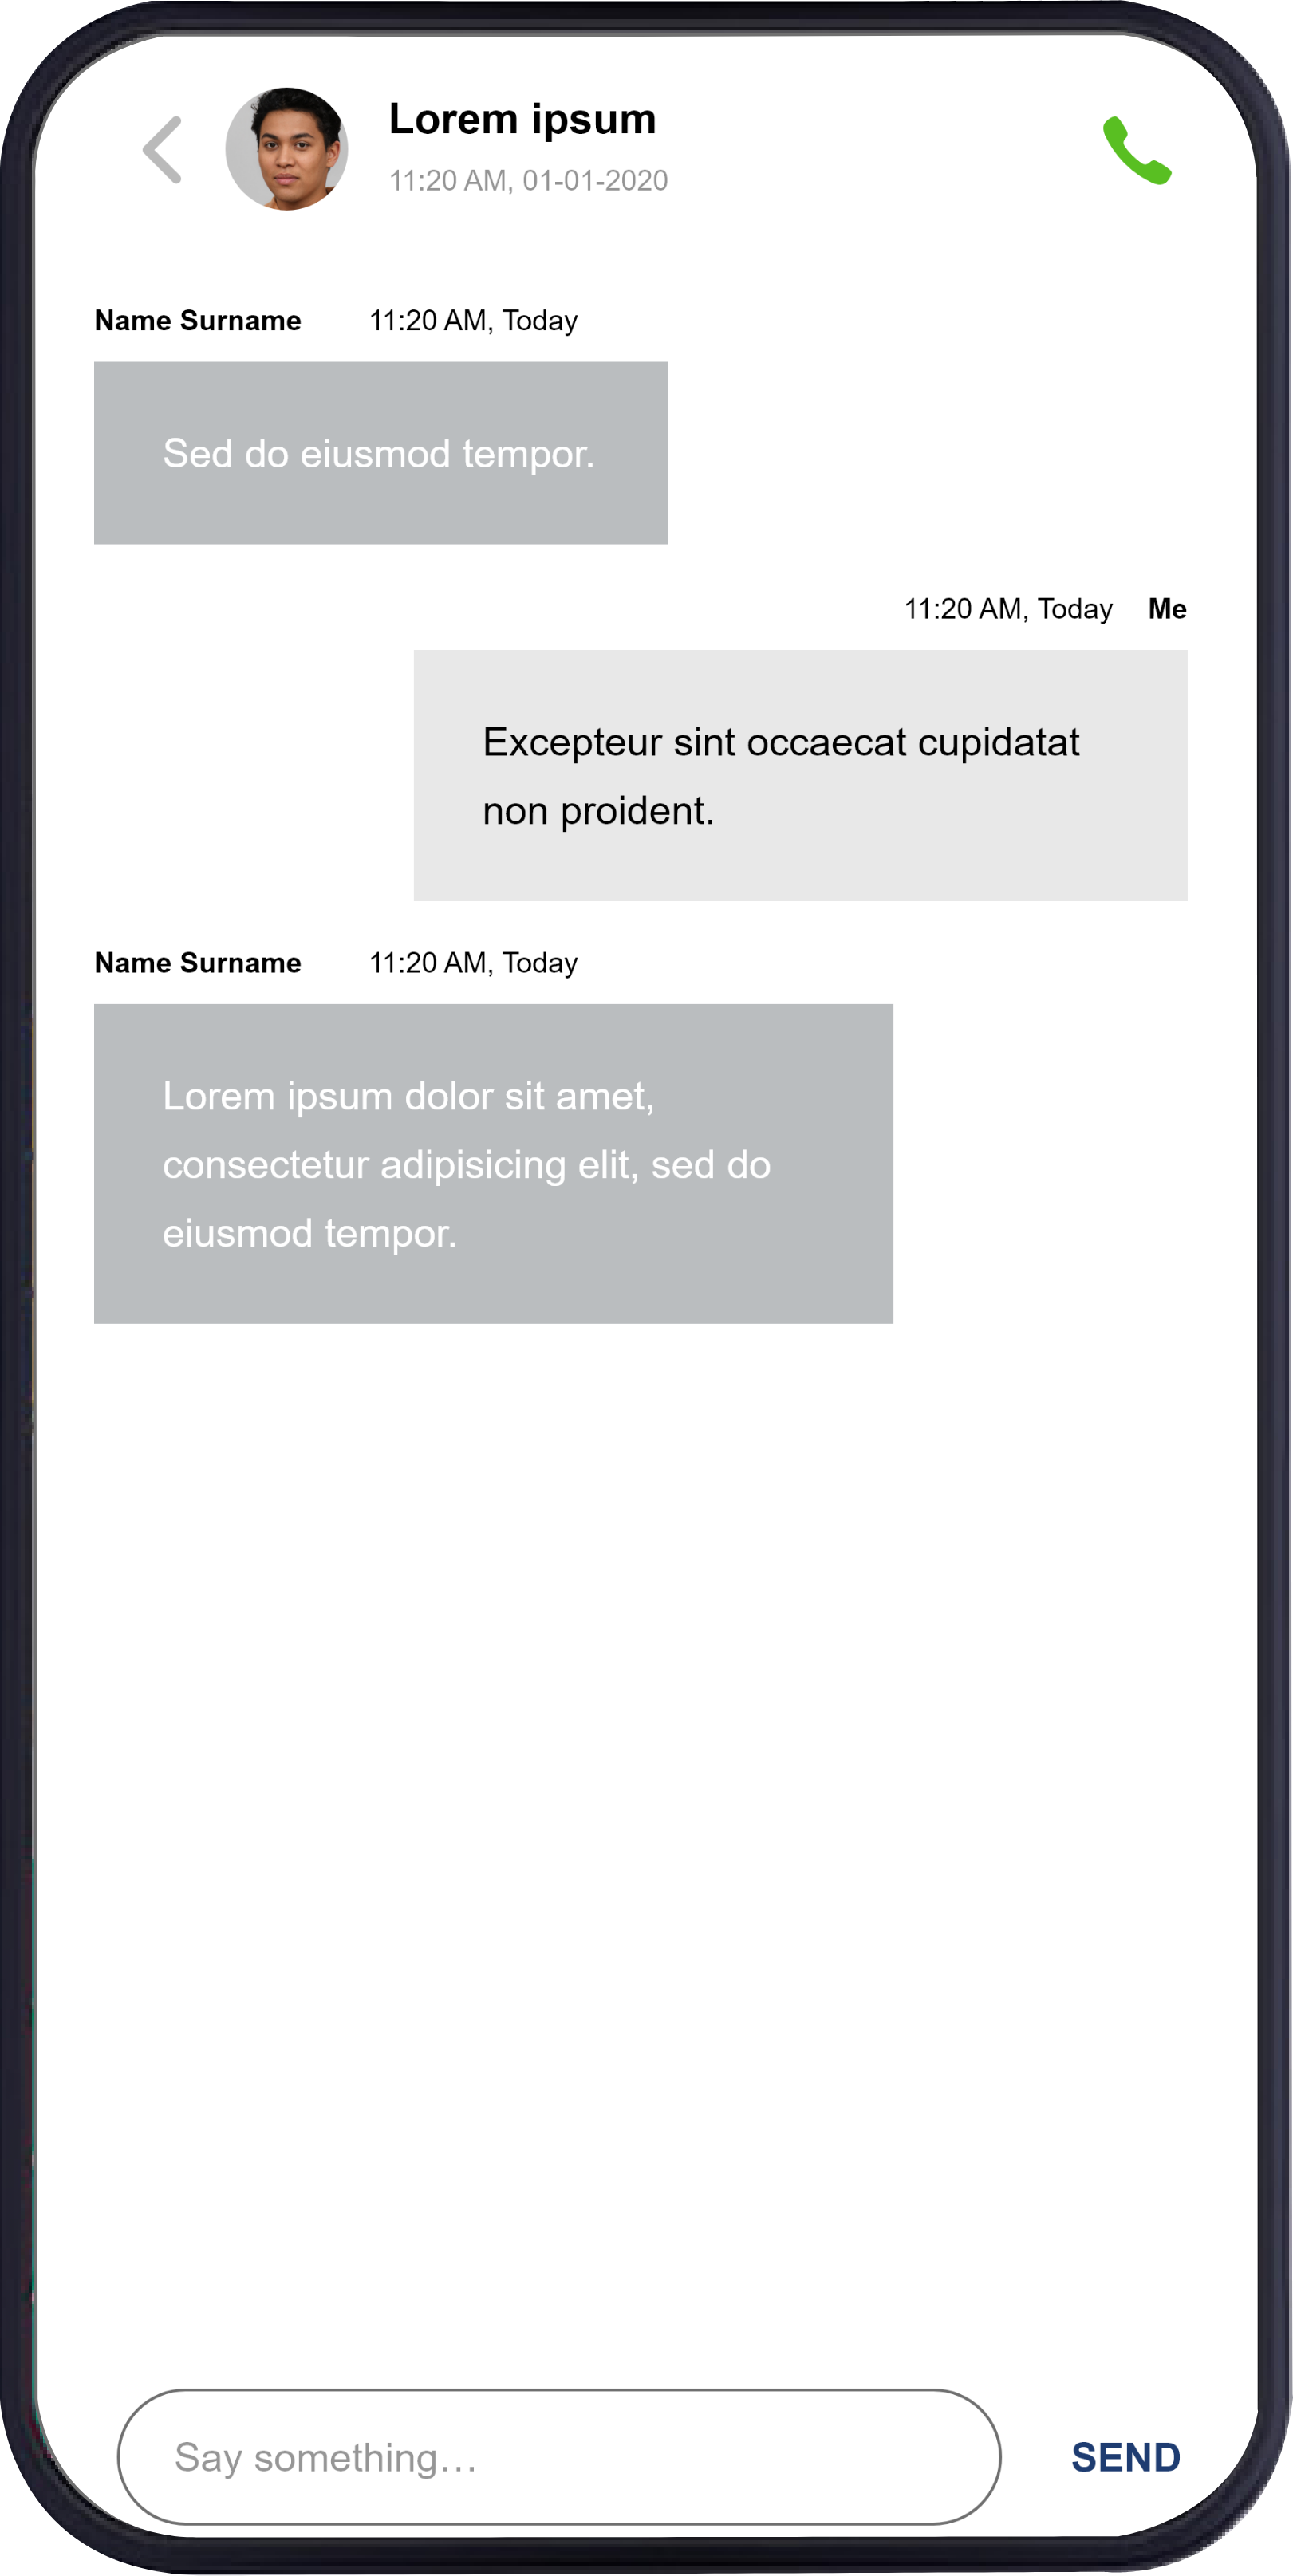 Lorem ipsum
11:20 AM, 01-01-2020
Name Surname 11:20 AM, Today
Sed do eiusmod tempor.
11:20 AM, Today Me
Excepteur sint occaecat cupidatat
non proident.
Name Surname 11:20 AM, Today
Lorem ipsum dolor sit amet,
consectetur adipisicing elit, sed do
eiusmod tempor.
Say something... SEND